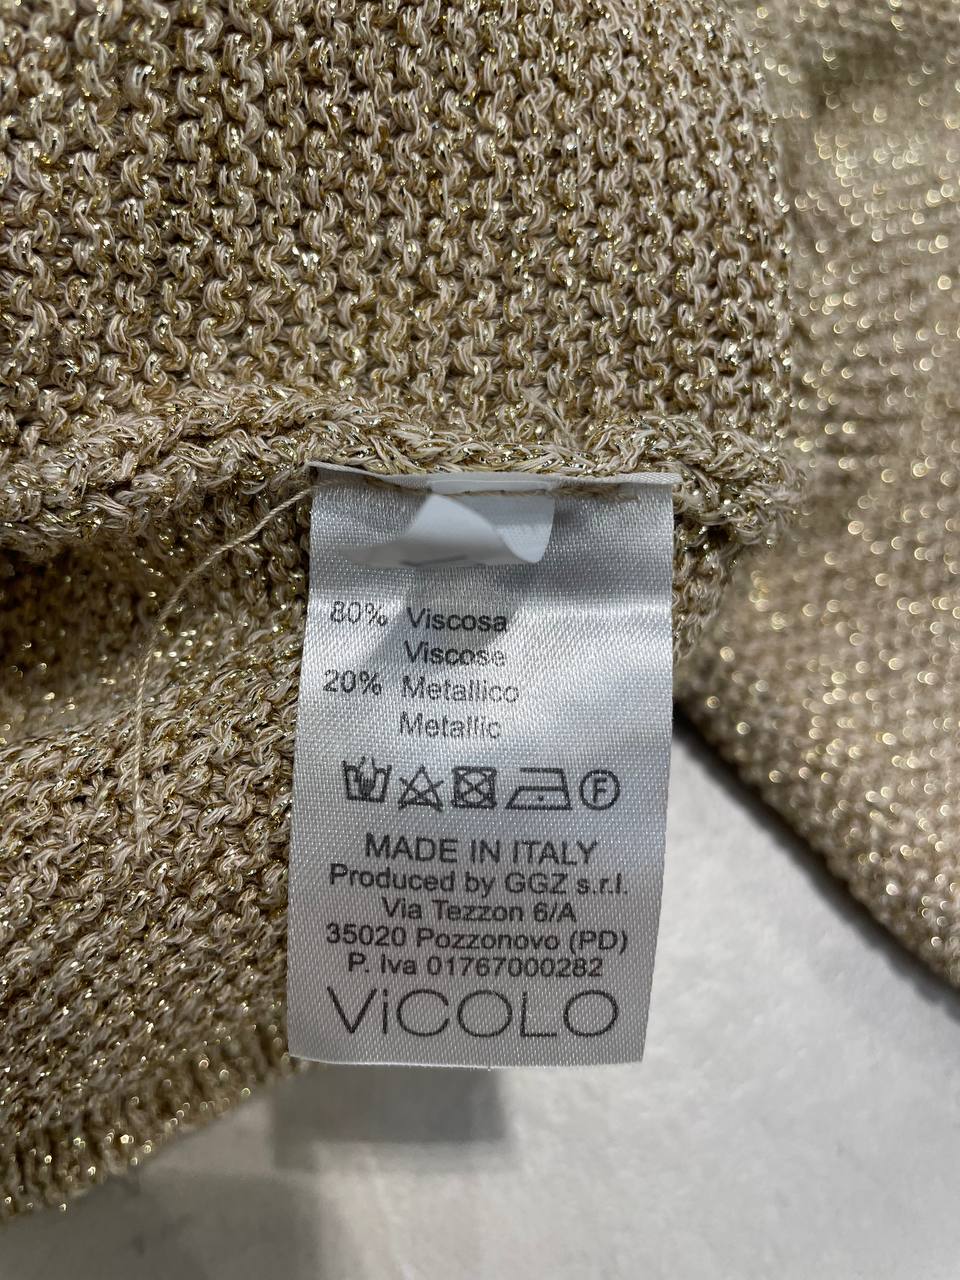 80% Viscosa
Viscose
20% Metallico
Metallic
F
MADE IN ITALY
Produced by GGZ s.r.l.
Via Tezzon 6/A
35020 Pozzonovo (PD)
P. Iva 01767000282
ViCOLO